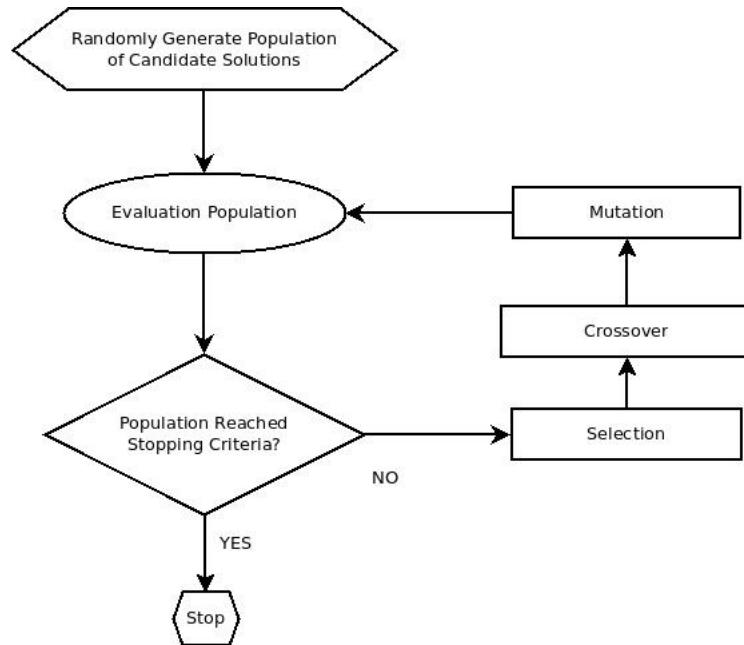 Randomly Generate Population
of Candidate Solutions
Evaluation Population
Mutation
Crossover
Population Reached
Stopping Criteria?
Selection
NO
YES
Stop